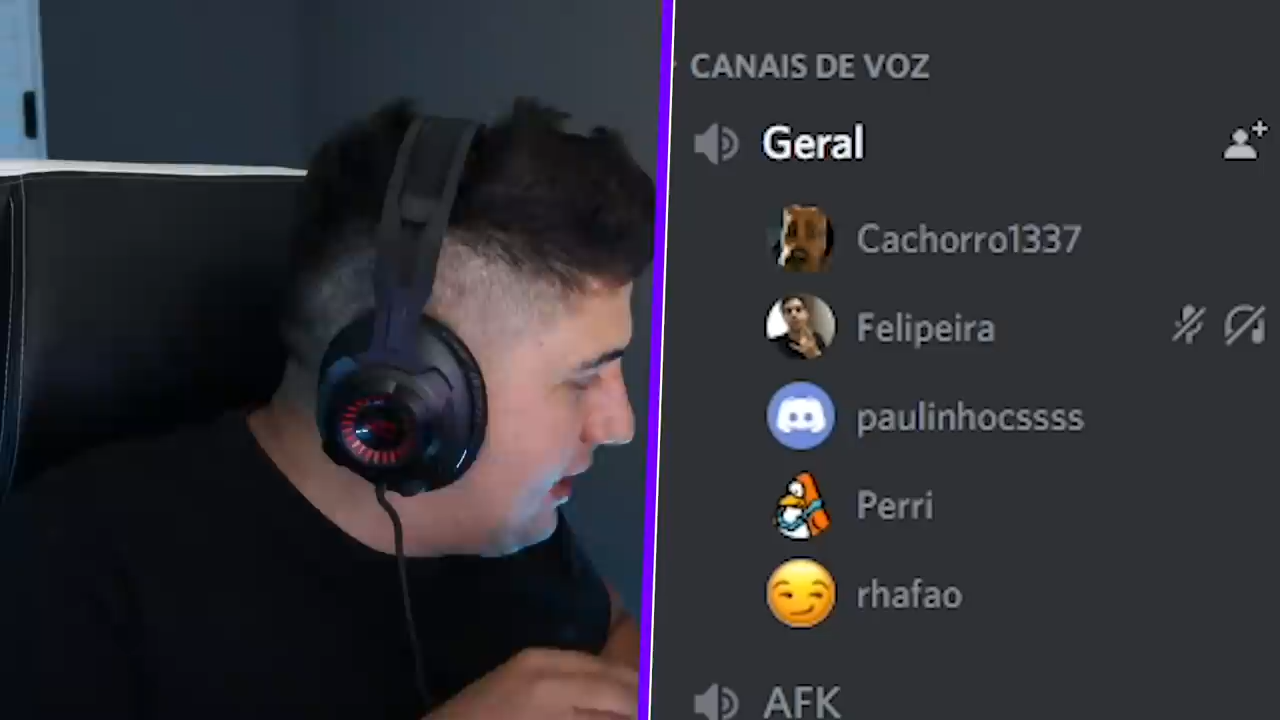 CANAIS DE VOZ
Geral
Cachorro1337
Felipeira
paulinhocssss
Perri
rhafao
AFK